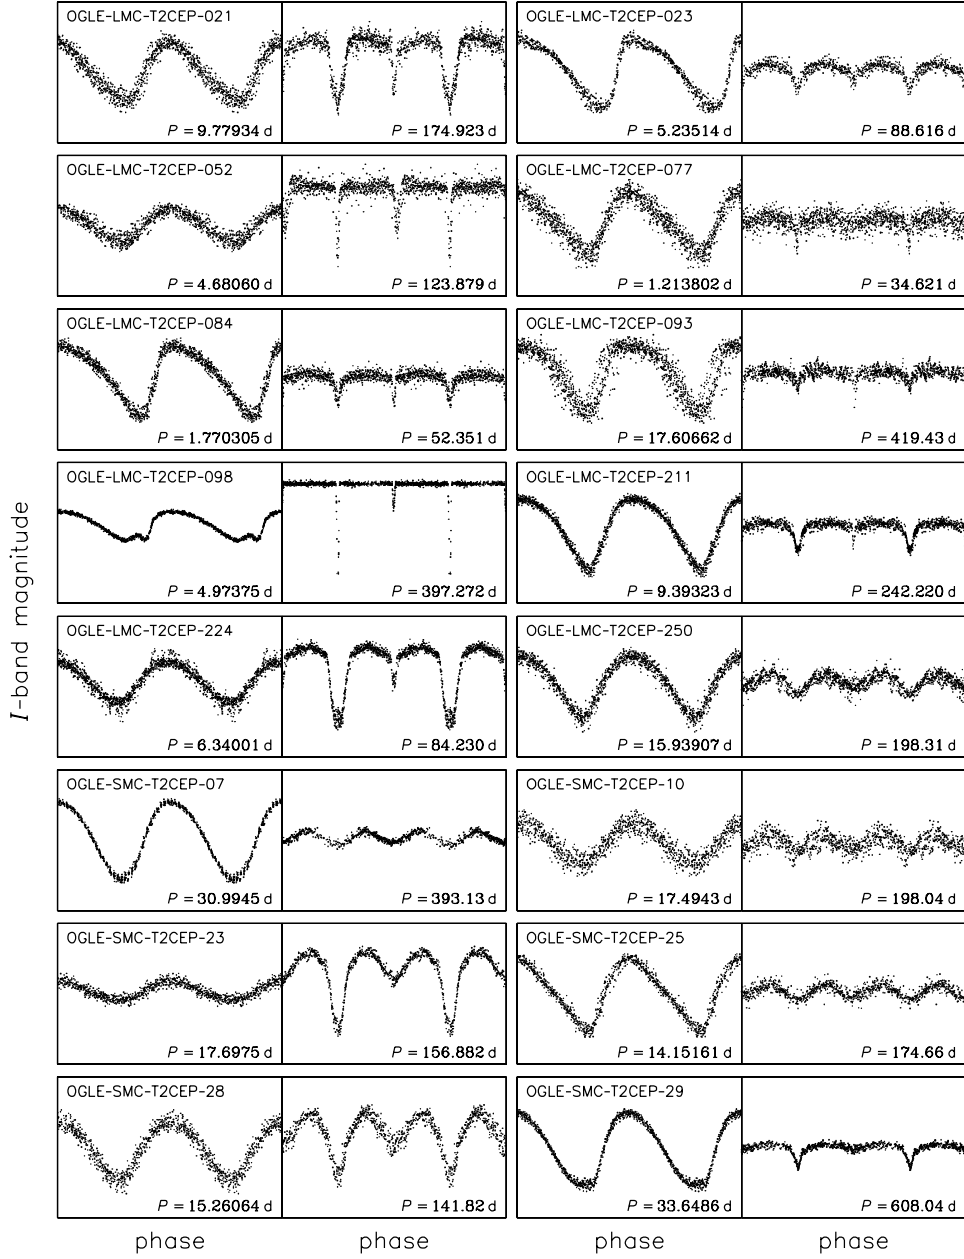 OGLE-LMC-T2CEP-021
P = 9.77934 d
P = 174.923 d
OGLE-LMC-T2CEP-023
P = 5.23514 d
P = 88.616 d
OGLE-LMC-T2CEP-052
P = 4.68060 d
P = 123.879 d
OGLE-LMC-T2CEP-077
P = 1.213802 d
P = 34.621 d
OGLE-LMC-T2CEP-084
P = 1.770305 d
P = 52.351 d
OGLE-LMC-T2CEP-093
P = 17.60662 d
P = 419.43 d
OGLE-LMC-T2CEP-098
P = 4.97375 d
P = 397.272 d
OGLE-LMC-T2CEP-211
P = 9.39323 d
P = 242.220 d
OGLE-LMC-T2CEP-224
P = 6.34001 d
P = 84.230 d
OGLE-LMC-T2CEP-250
P = 15.93907 d
P = 198.31 d
OGLE-SMC-T2CEP-07
P = 30.9945 d
P = 393.13 d
OGLE-SMC-T2CEP-10
P = 17.4943 d
P = 198.04 d
OGLE-SMC-T2CEP-23
P = 17.6975 d
P = 156.882 d
OGLE-SMC-T2CEP-25
P = 14.15161 d
P = 174.66 d
OGLE-SMC-T2CEP-28
P = 15.26064 d
P = 141.82 d
OGLE-SMC-T2CEP-29
P = 33.6486 d
P = 608.04 d
I-band magnitude
phase
phase
phase
phase